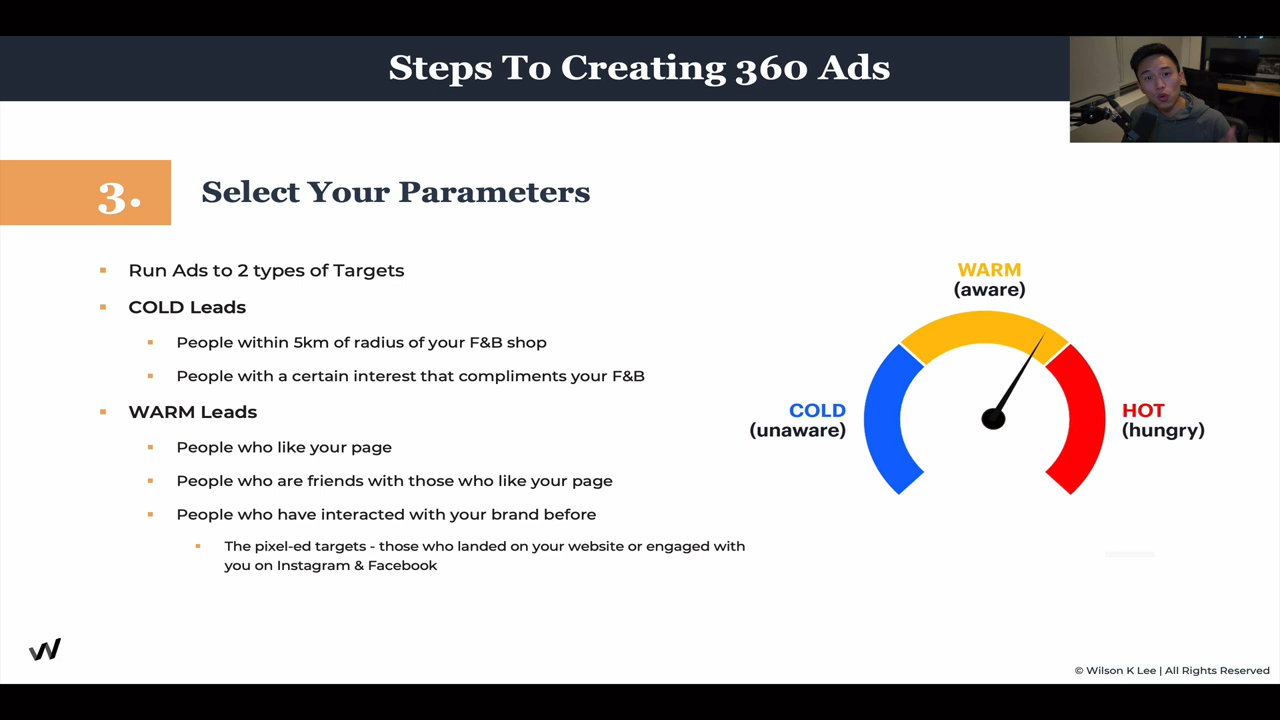 Steps To Creating 360 Ads
3.
Select Your Parameters
Run Ads to 2 types of Targets
COLD Leads
People within 5km of radius of your F&B shop
People with a certain interest that compliments your F&B
WARM Leads
People who like your page
People who are friends with those who like your page
People who have interacted with your brand before
The pixel-ed targets - those who landed on your website or engaged with
you on Instagram & Facebook
WARM
(aware)
COLD
(unaware)
HOT
(hungry)
W
© Wilson K Lee | All Rights Reserved